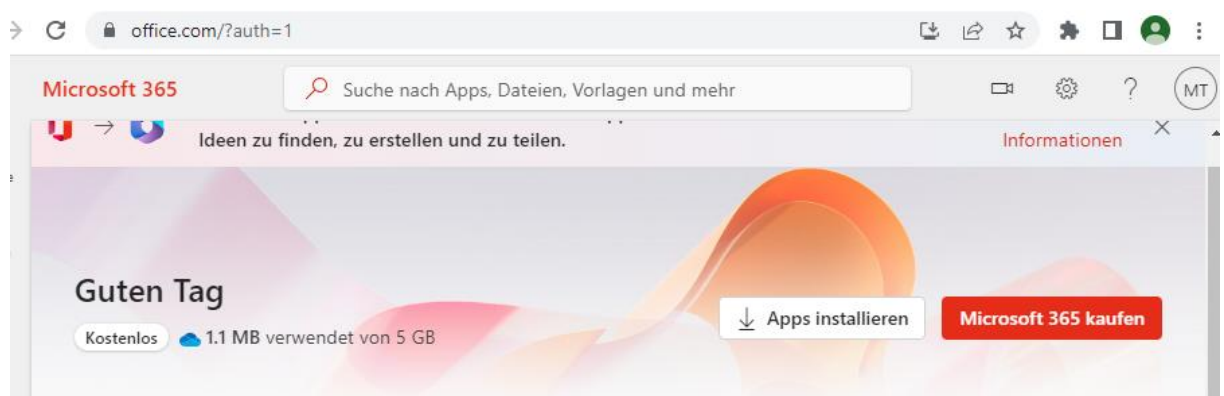 office.com/?auth=1
Microsoft 365
Suche nach Apps, Dateien, Vorlagen und mehr
MT
Ideen zu finden, zu erstellen und zu teilen.
Informationen
Guten Tag
Kostenlos
1.1 MB verwendet von 5 GB
Apps installieren
Microsoft 365 kaufen